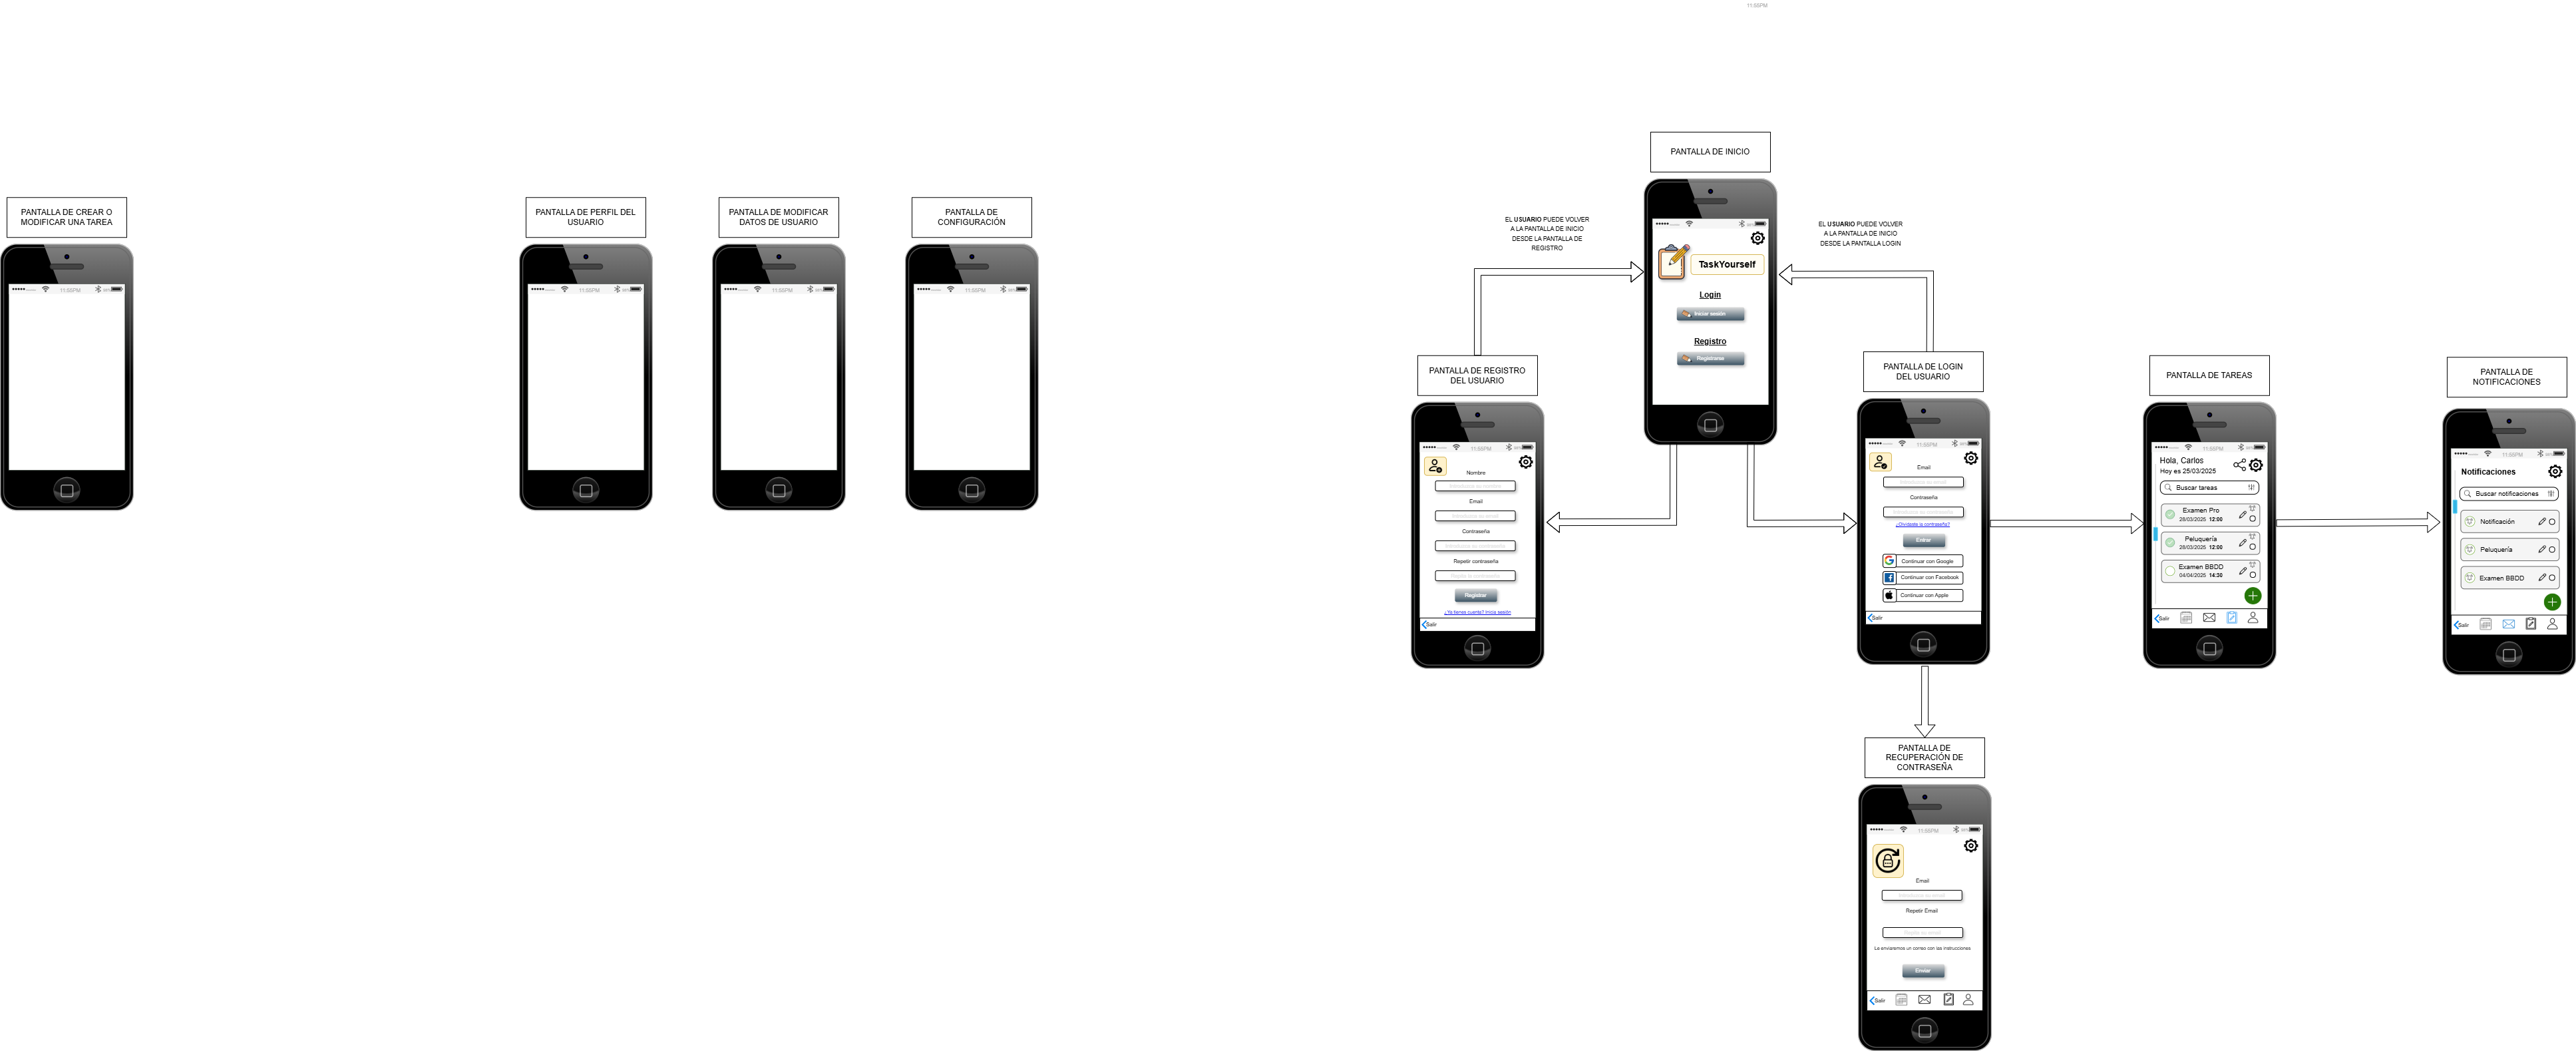 11:55PM
PANTALLA DE INICIO
EL USUARIO PUEDE VOLVER
A LA PANTALLA DE INICIO
DESDE LA PANTALLA DE
REGISTRO
EL USUARIO PUEDE VOLVER
A LA PANTALLA DE INICIO
DESDE LA PANTALLA LOGIN
TaskYourself
Login
Iniciar sesión
Registro
Registrarse
PANTALLA DE CREAR O
MODIFICAR UNA TAREA
11:55PM
PANTALLA DE PERFIL DEL
USUARIO
11:55PM
PANTALLA DE MODIFICAR
DATOS DE USUARIO
11:55PM
PANTALLA DE
CONFIGURACIÓN
11:55PM
PANTALLA DE REGISTRO
DEL USUARIO
11:55PM
Nombre
Email
Contraseña
Repetir contraseña
Registrar
¿Ya tienes cuenta? Inicia sesión
Salir
PANTALLA DE LOGIN
DEL USUARIO
11:55PM
Email
Contraseña
¿Olvidaste la contraseña?
Entrar
Continuar con Google
Continuar con Facebook
Continuar con Apple
Salir
PANTALLA DE TAREAS
11:55PM
Hola, Carlos
Hoy es 25/03/2025
Buscar tareas
Examen Pro
26/03/2025 12:00
Peluquería
28/03/2025 12:00
Examen BBDD
04/04/2025 14:30
Salir
PANTALLA DE
NOTIFICACIONES
11:55PM
Notificaciones
Buscar notificaciones
Notificación
Peluquería
Examen BBDD
Salir
PANTALLA DE
RECUPERACIÓN DE
CONTRASEÑA
11:55PM
Email
Repetir Email
Le enviaremos un correo con las instrucciones
Enviar
Salir